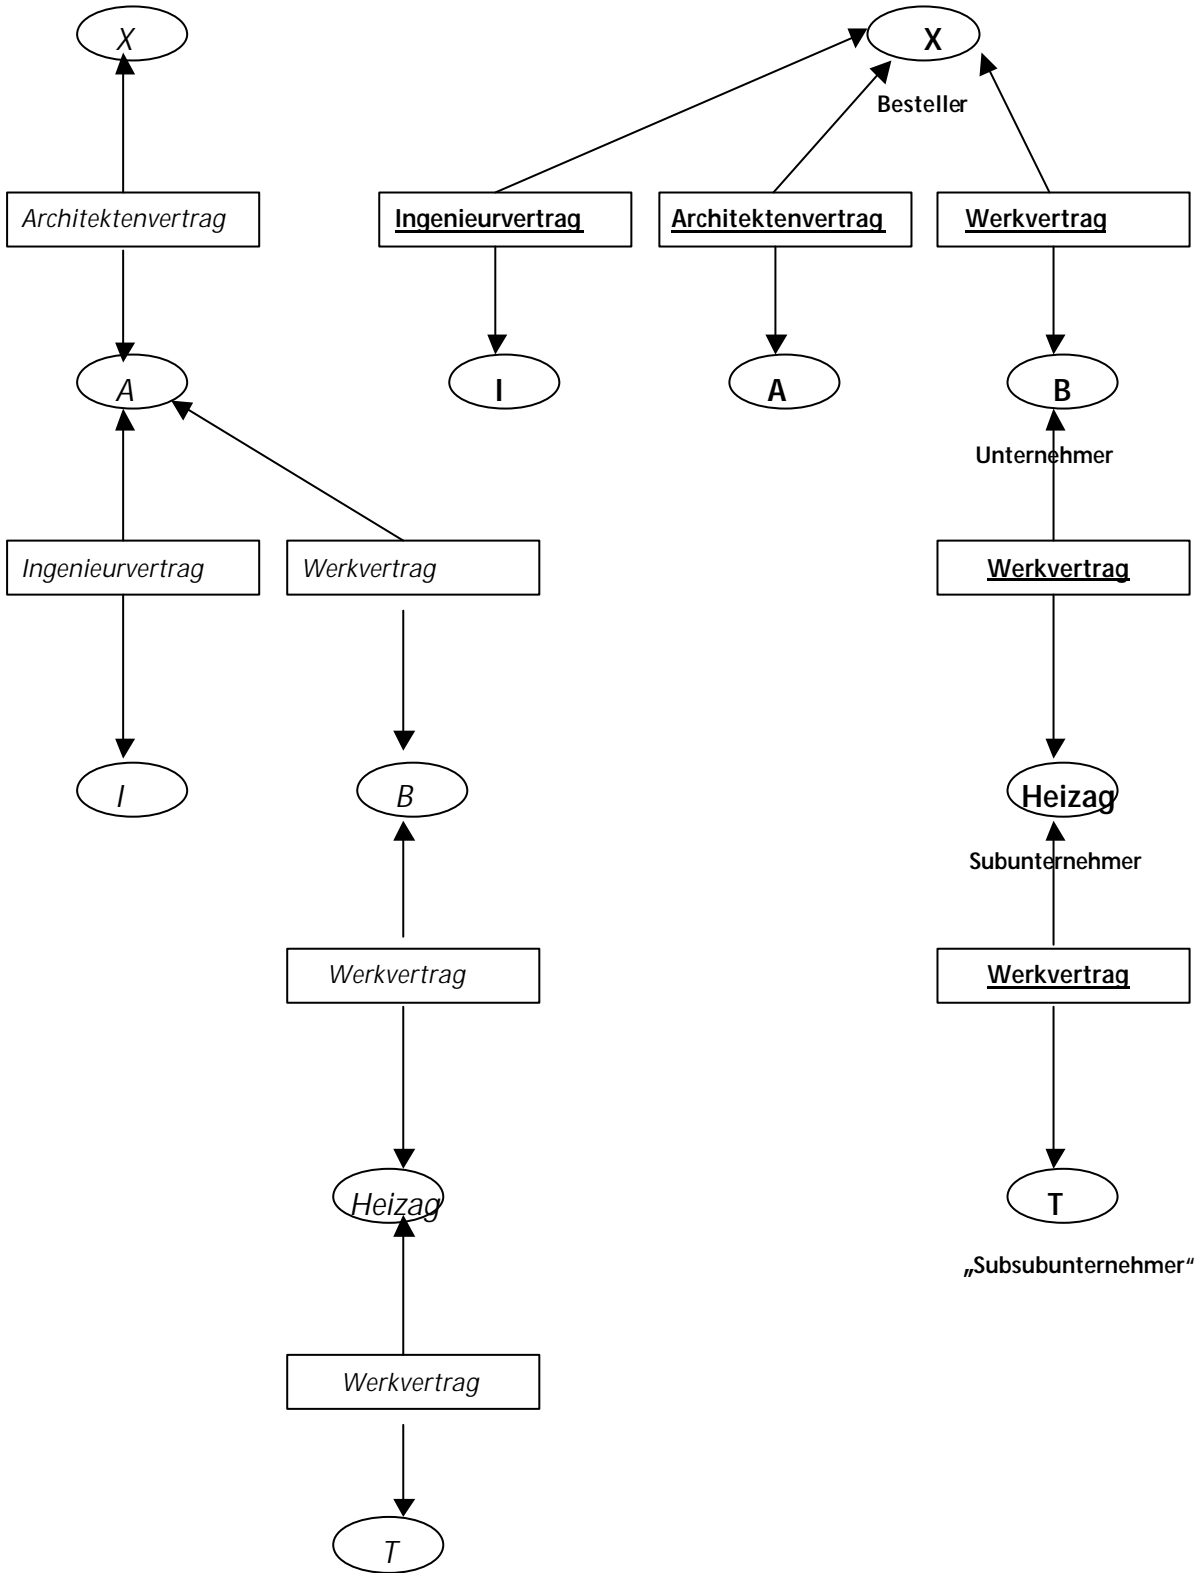 X
X
Besteller
Architektenvertrag
Ingenieurvertrag
Architektenvertrag
Werkvertrag
A
I
A
B
Unternehmer
Ingenieurvertrag
Werkvertrag
Werkvertrag
I
B
Heizag
Subunternehmer
Werkvertrag
Werkvertrag
Heizag
T
„Subsubunternehmer“
Werkvertrag
T